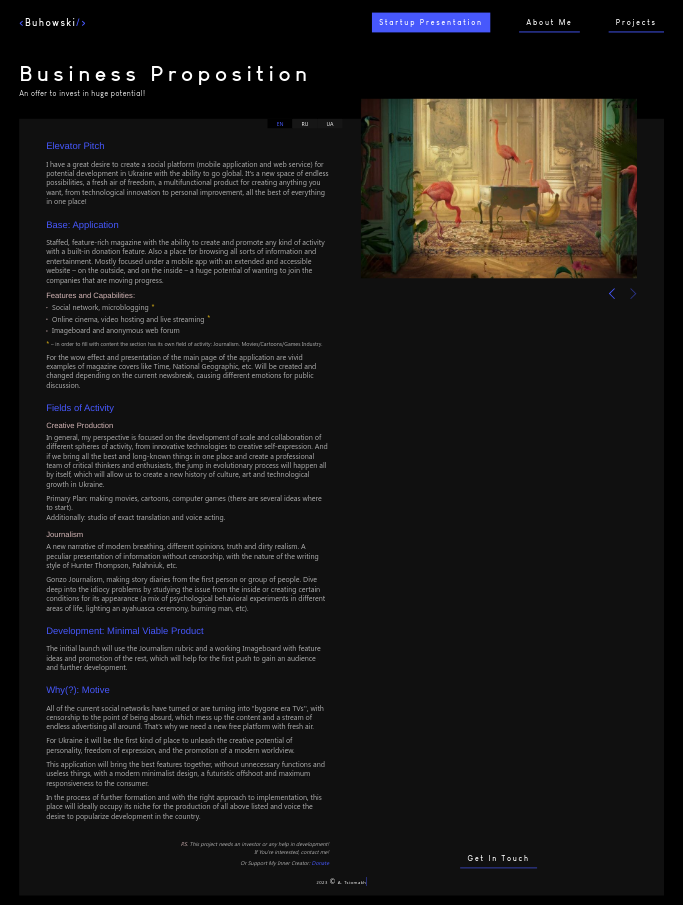 <Buhowski/>
Startup Presentation
About Me
Projects
Business Proposition
An offer to invest in huge potential!
EN RU UA
Elevator Pitch
I have a great desire to create a social platform (mobile application and web service) for
potential development in Ukraine with the ability to go global. It's a new space of endless
possibilities, a fresh air of freedom, a multifunctional product for creating anything you
want, from technological innovation to personal improvement, all the best of everything
in one place!
Base: Application
Staffed, feature-rich magazine with the ability to create and promote any kind of activity
with a built-in donation feature. Also a place for browsing all sorts of information and
entertainment. Mostly focused under a mobile app with an extended and accessible
website – on the outside, and on the inside – a huge potential of wanting to join the
companies that are moving progress.
Features and Capabilities:
· Social network, microblogging *
· Online cinema, video hosting and live streaming *
· Imageboard and anonymous web forum
* – in order to fill with content the section has its own field of activity: Journalism. Movies/Cartoons/Games Industry.
For the wow effect and presentation of the main page of the application are vivid
examples of magazine covers like Time, National Geographic, etc. Will be created and
changed depending on the current newsbreak, causing different emotions for public
discussion.
Fields of Activity
Creative Production
In general, my perspective is focused on the development of scale and collaboration of
different spheres of activity, from innovative technologies to creative self-expression. And
if we bring all the best and long-known things in one place and create a professional
team of critical thinkers and enthusiasts, the jump in evolutionary process will happen all
by itself, which will allow us to create a new history of culture, art and technological
growth in Ukraine.
Primary Plan: making movies, cartoons, computer games (there are several ideas where
to start).
Additionally: studio of exact translation and voice acting.
Journalism
A new narrative of modern breathing, different opinions, truth and dirty realism. A
peculiar presentation of information without censorship, with the nature of the writing
style of Hunter Thompson, Palahniuk, etc.
Gonzo Journalism, making story diaries from the first person or group of people. Dive
deep into the idiocy problems by studying the issue from the inside or creating certain
conditions for its appearance (a mix of psychological behavioral experiments in different
areas of life, lighting an ayahuasca ceremony, burning man, etc).
Development: Minimal Viable Product
The initial launch will use the Journalism rubric and a working Imageboard with feature
ideas and promotion of the rest, which will help for the first push to gain an audience
and further development.
Why(?): Motive
All of the current social networks have turned or are turning into "bygone era TVs", with
censorship to the point of being absurd, which mess up the content and a stream of
endless advertising all around. That's why we need a new free platform with fresh air.
For Ukraine it will be the first kind of place to unleash the creative potential of
personality, freedom of expression, and the promotion of a modern worldview.
This application will bring the best features together, without unnecessary functions and
useless things, with a modern minimalist design, a futuristic offshoot and maximum
responsiveness to the consumer.
In the process of further formation and with the right approach to implementation, this
place will ideally occupy its niche for the production of all above listed and voice the
desire to popularize development in the country.
P.S. This project needs an investor or any help in development!
If You're interested, contact me!
Or Support My Inner Creator: Donate
Get In Touch
2023 © A. Tsiomakh